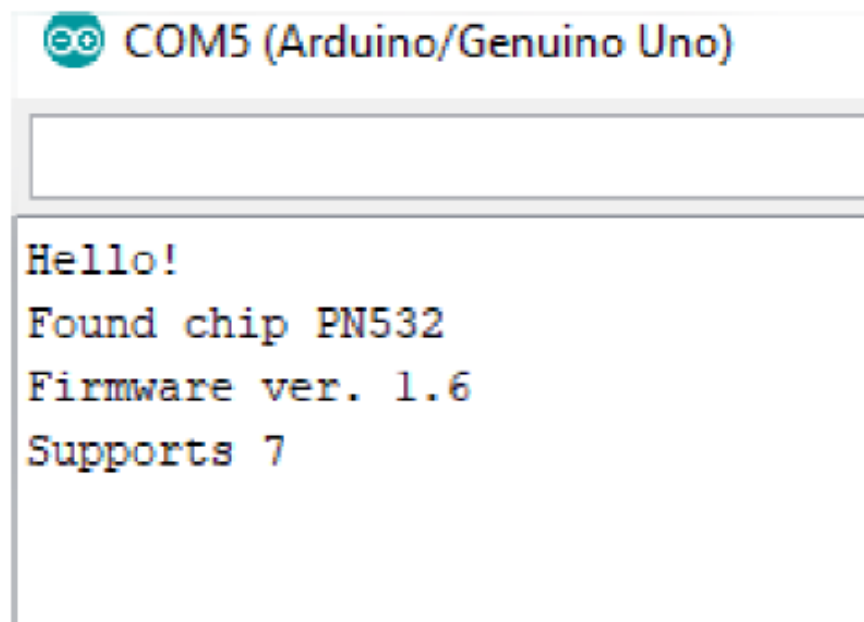 COM5 (Arduino/Genuino Uno)
Hello!
Found chip PN532
Firmware ver. 1.6
Supports 7